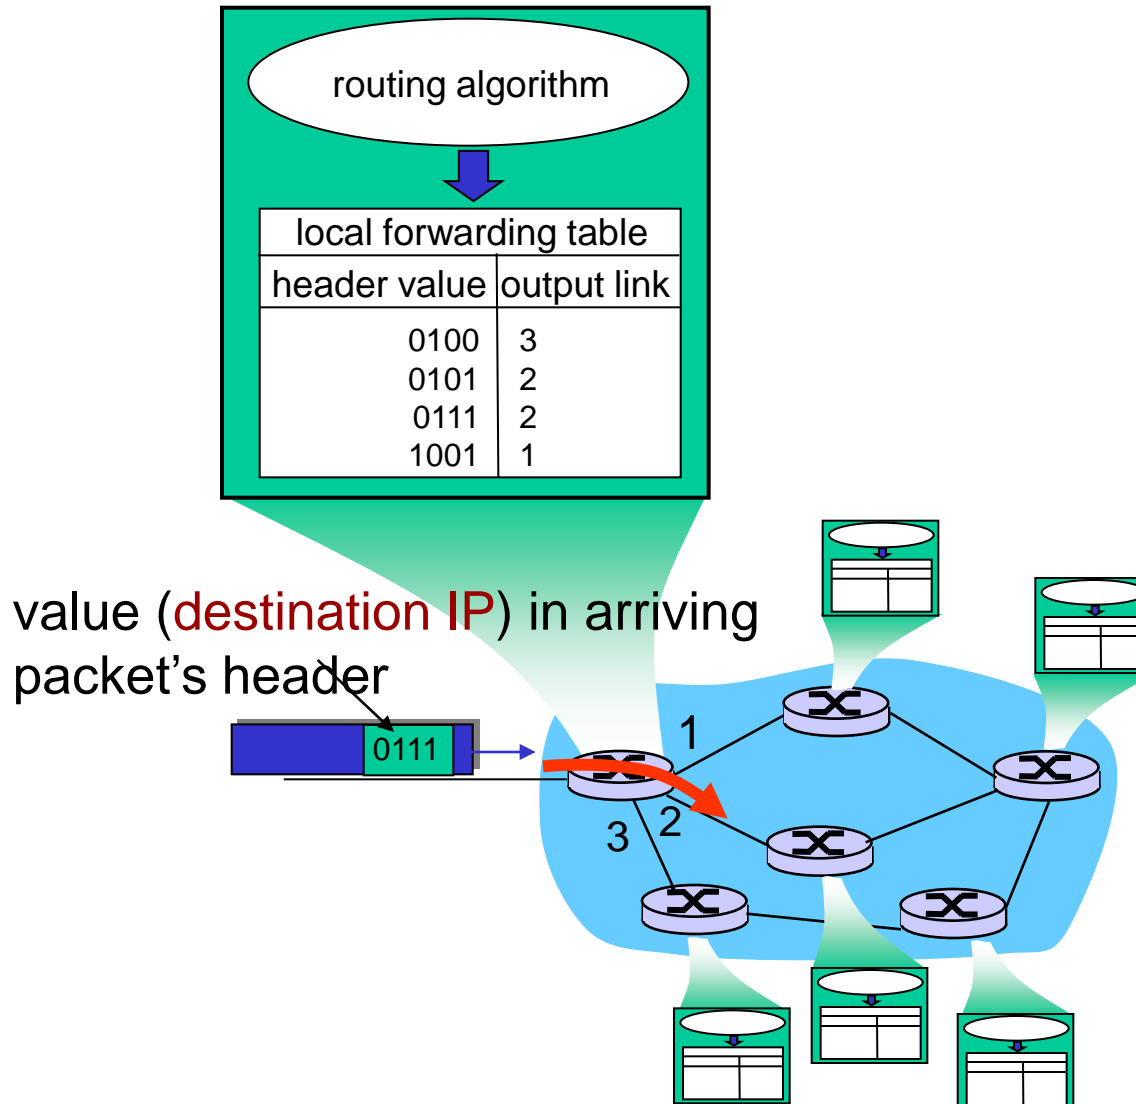 routing algorithm
local forwarding table
header value output link
0100 3
0101 2
0111 2
1001 1
value (destination IP) in arriving
packet's header
0111
1
2
3